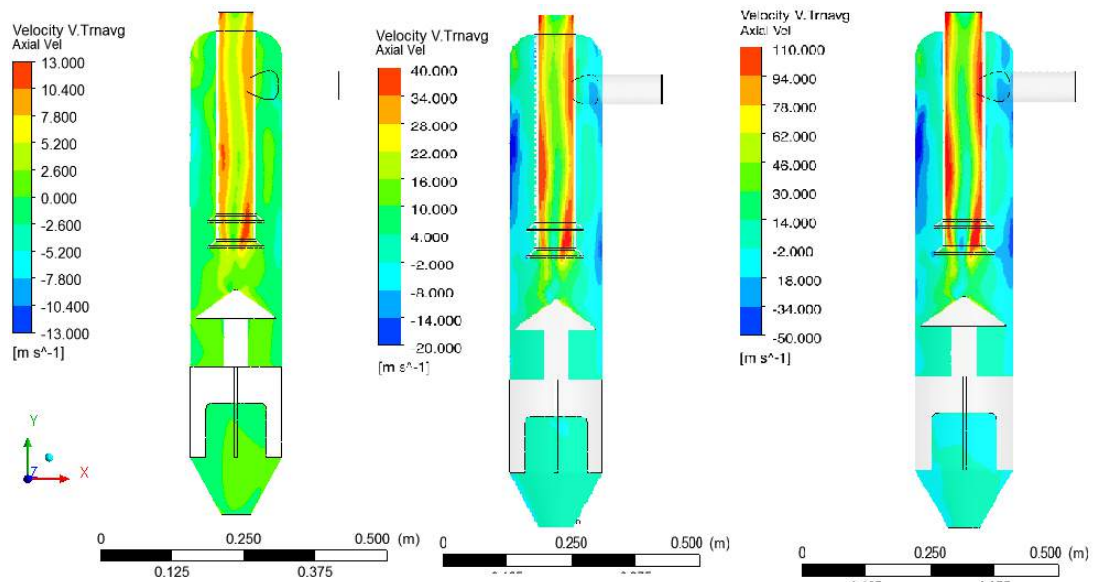 Velocity V.Trnavg
Axial Vel
13.000
10.400
7.800
5.200
2.600
0.000
-2.600
-5.200
-7.800
-10.400
-13.000
[m s^-1]
Velocity V.Trnavg
Axial Vel
40.000
34.000
28.000
22.000
16.000
10.000
4.000
-2.000
-8.000
-14.000
-20.000
[m s^-1]
Velocity V.Trnavg
Axial Vel
110.000
94.000
78.000
62.000
46.000
30.000
14.000
-2.000
18.000
-34.000
-50.000
[m s^-1]
Y
Z
X
0 0.250 0.500 (m)
0.125 0.375
0 0.250 0.500 (m)
0 0.250 0.500 (m)